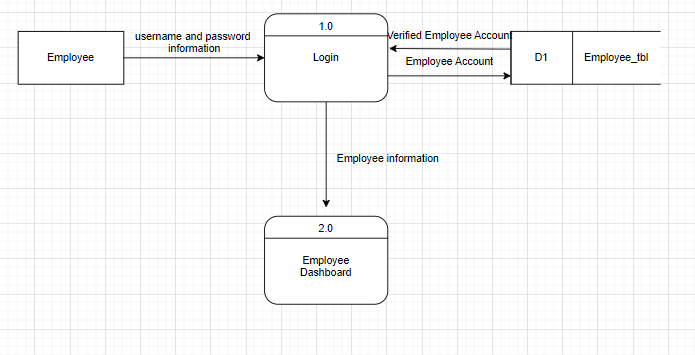 1.0
username and password
information
Verified Employee Account
Employee
Login
Employee Account
D1
Employee_tbl
Employee information
2.0
Employee
Dashboard